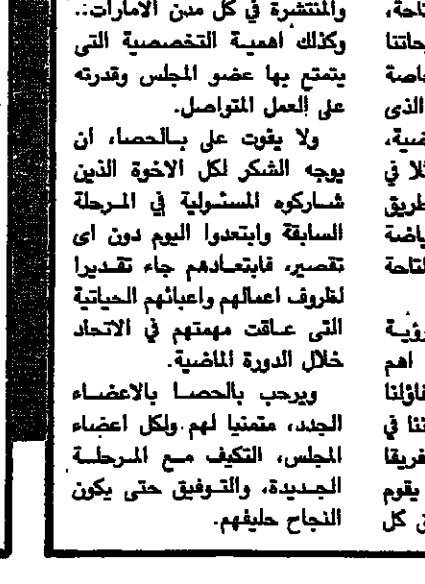 والمنتشرة في كل مدن الامارات..
وكذلك اهمية التخصصية التى
يتمتع بها عضو المجلس وقدرته
على العمل المتواصل.
ولا يفوت على بالحصا، ان
يوجه الشكر لكل الاخوة الذين
شاركوه المسئولية في المرحلة
السابقة وابتعدوا اليوم دون اى
تقصير، فابتعادهم جاء تقديرا
لظروف اعمالهم واعبائهم الحياتية
التى عاقت مهمتهم في الاتحاد
خلال الدورة الماضية.
ويرحب بالحصا بالاعضاء
الجدد، متمنيا لهم ولكل اعضاء
المجلس، التكيف مع المرحلة
الجديدة، والتوفيق حتى يكون
النجاح حليفهم.